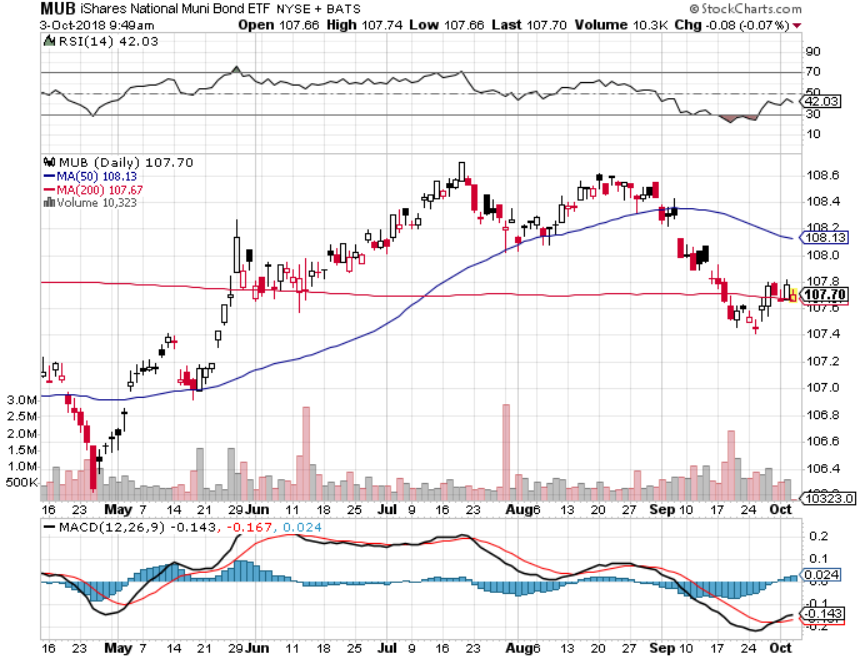 MUB iShares National Muni Bond ETF NYSE + BATS
© StockCharts.com
3-Oct-2018 9:49am
Open 107.66 High 107.74 Low 107.66 Last 107.70 Volume 10.3K Chg -0.08 (-0.07%)
RSI(14) 42.03
90
70
50
42.03
30
10
MUB (Daily) 107.70
MA(50) 108.13
MA(200) 107.67
Volume 10,323
108.6
108.4
108.2
108.13
108.0
107.8
107.70
107.6
107.4
107.2
107.0
106.8
106.6
106.4
3.0M
2.5M
2.0M
1.5M
1.0M
500K
10323.0
16 23 May 7 14 21 29 Jun 11 18 25 Jul 9 16 23 Aug 6 13 20 27 Sep 10 17 24 Oct
MACD(12,26,9) -0.143, -0.167, 0.024
0.2
0.1
0.024
0.0
-0.1
-0.143
-0.2
16 23 May 7 14 21 29 Jun 11 18 25 Jul 9 16 23 Aug 6 13 20 27 Sep 10 17 24 Oct